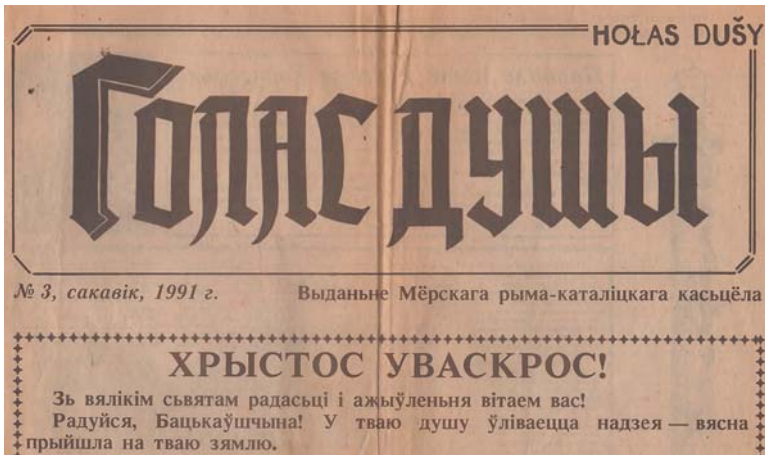 HOŁAS DUŠY
Голас душы
№ 3, сакавік, 1991 г. Выданьне Мёрскага рыма-каталіцкага касьцёла
ХРЫСТОС УВАСКРОС!
Зь вялікім сьвятам радасьці і ажыўленьня вітаем вас!
Радуйся, Бацькаўшчына! У тваю душу ўліваецца надзея — вясна
прыйшла на тваю зямлю.